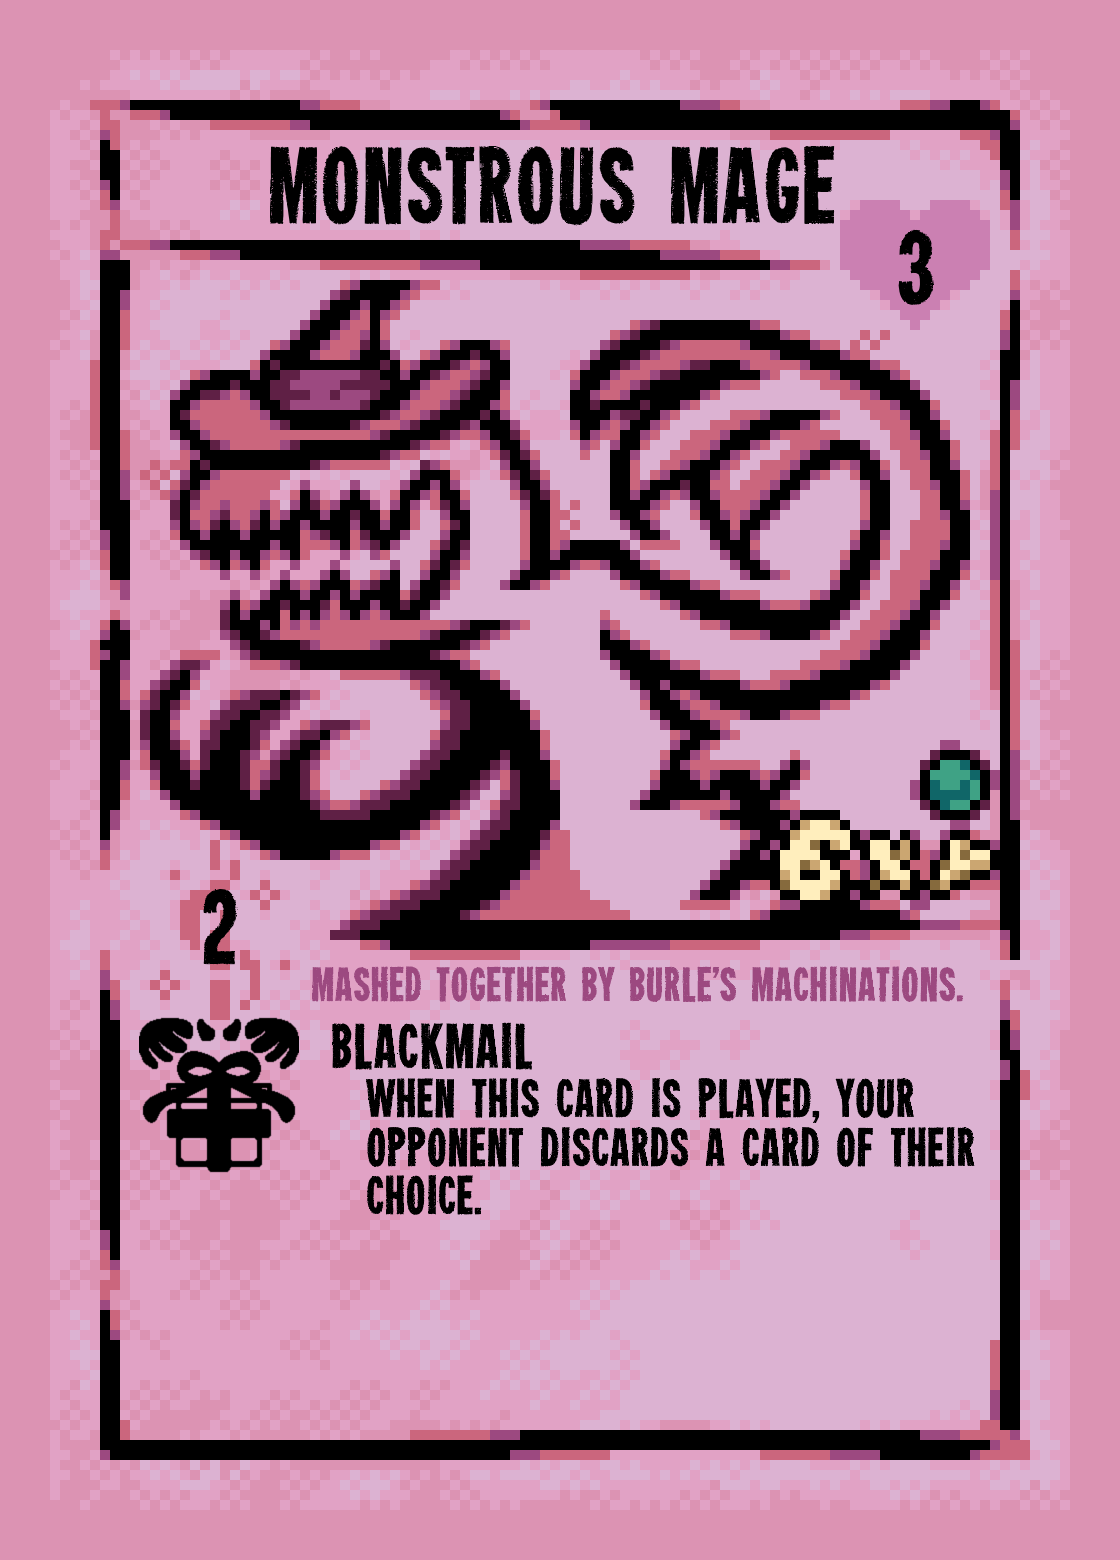 MONSTROUS MAGE
3
2
MASHED TOGETHER BY BURLE'S MACHINATIONS.
BLACKMAIL
WHEN THIS CARD IS PLAYED, YOUR
OPPONENT DISCARDS A CARD OF THEIR
CHOICE.